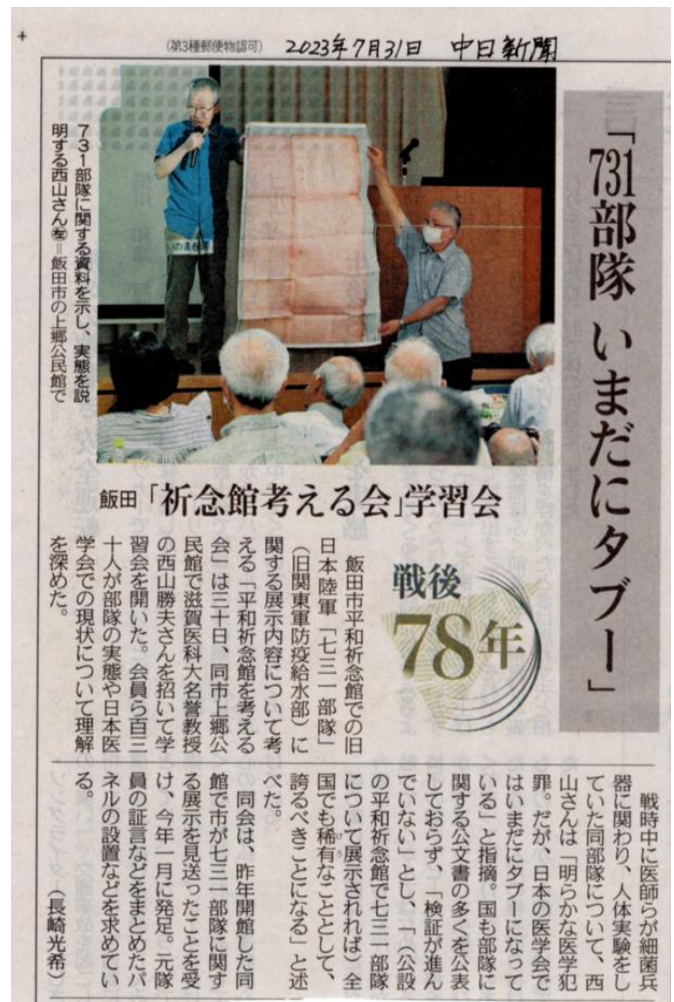 (第3種郵便物認可)
2023年7月31日 中日新聞
「731部隊 いまだにタブー」
731部隊に関する資料を示し、実態を説
明する西山さん㊨=飯田市の上郷公民館で
飯田「祈念館考える会」学習会
戦後
78年
飯田市平和祈念館での旧
日本陸軍「七三一部隊」
(旧関東軍防疫給水部)に
関する展示内容について考
える「平和祈念館を考える
会」は三十日、同市上郷公
民館で滋賀医科大名誉教授
の西山勝夫さんを招いて学
習会を開いた。会員ら百三
十人が部隊の実態や日本医
学会での現状について理解
を深めた。
戦時中に医師らが細菌兵
器に関わり、人体実験をし
ていた同部隊について、西
山さんは「明らかな医学犯
罪。だが、日本の医学会で
はいまだにタブーになって
いる」と指摘。国も部隊に
関する公文書の多くを公表
しておらず、「検証が進ん
でいない」とし、「(公設
の平和祈念館で七三一部隊
について展示されれば)全
国でも稀有なこととして、
誇るべきことになる」と述
べた。
同会は、昨年開館した同
館で市が七三一部隊に関す
る展示を見送ったことを受
け、今年一月に発足。元隊
員の証言などをまとめたパ
ネルの設置などを求めてい
る。
(長崎光希)